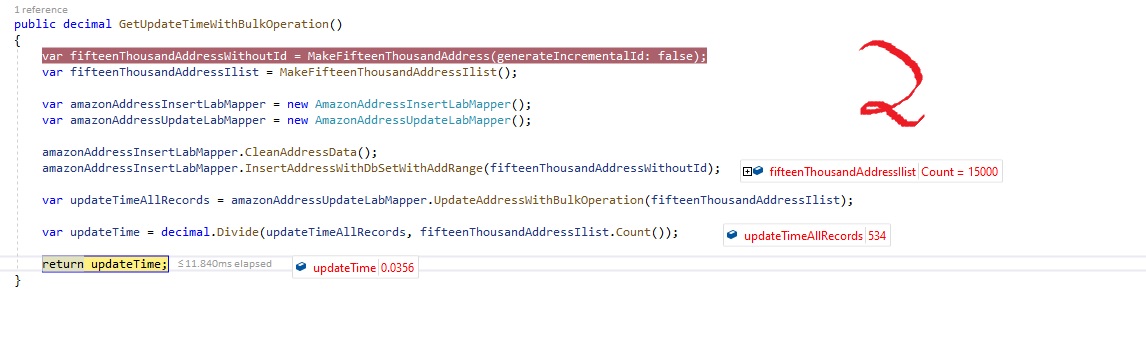 1 reference
public decimal GetUpdateTimeWithBulkOperation()
{
var fifteenThousandAddressWithoutId = MakeFifteenThousandAddress(generateIncrementalId: false);
var fifteenThousandAddressIlist = MakeFifteenThousandAddressIlist();
var amazonAddressInsertLabMapper = new AmazonAddressInsertLabMapper();
var amazonAddressUpdateLabMapper = new AmazonAddressUpdateLabMapper();
amazonAddressInsertLabMapper.CleanAddressData();
amazonAddressInsertLabMapper.InsertAddressWithDbSetWithAddRange(fifteenThousandAddressWithoutId);
fifteenThousandAddressIlist Count = 15000
var updateTimeAllRecords = amazonAddressUpdateLabMapper.UpdateAddressWithBulkOperation(fifteenThousandAddressIlist);
var updateTime = decimal.Divide(updateTimeAllRecords, fifteenThousandAddressIlist.Count());
updateTimeAllRecords 534
return updateTime; ≤11.840ms elapsed
updateTime 0.0356
}
2